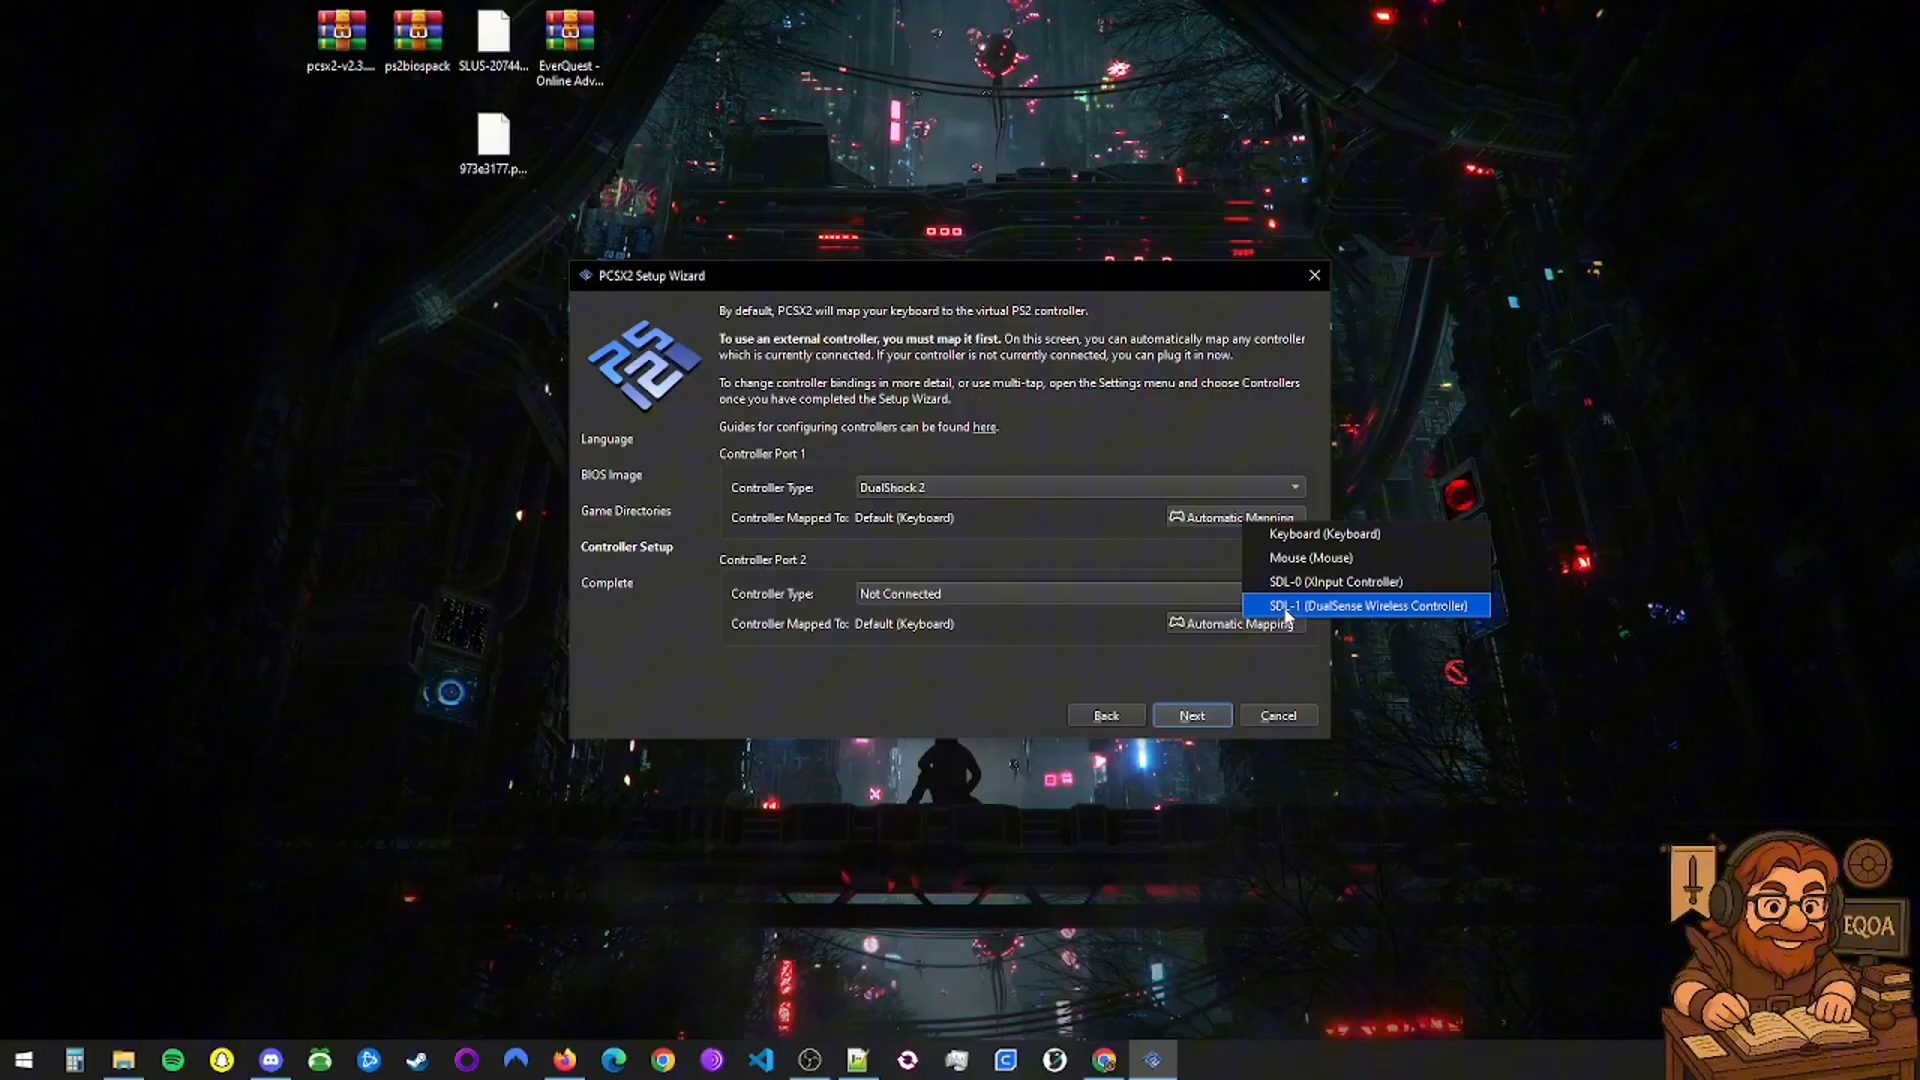 pcsx2-v2.3....
ps2biospack
SLUS-20744...
EverQuest -
Online Adv...
973e3177.p...
PCSX2 Setup Wizard
By default, PCSX2 will map your keyboard to the virtual PS2 controller.
To use an external controller, you must map it first. On this screen, you can automatically map any controller
which is currently connected. If your controller is not currently connected, you can plug it in now.
To change controller bindings in more detail, or use multi-tap, open the Settings menu and choose Controllers
once you have completed the Setup Wizard.
Guides for configuring controllers can be found here.
Language
BIOS Image
Game Directories
Controller Setup
Complete
Controller Port 1
Controller Type:
DualShock 2
Controller Mapped To:
Default (Keyboard)
Automatic Mapping
Keyboard (Keyboard)
Mouse (Mouse)
SDL-0 (XInput Controller)
SDL-1 (DualSense Wireless Controller)
Controller Port 2
Controller Type:
Not Connected
Controller Mapped To:
Default (Keyboard)
Automatic Mapping
Back
Next
Cancel
EQOA